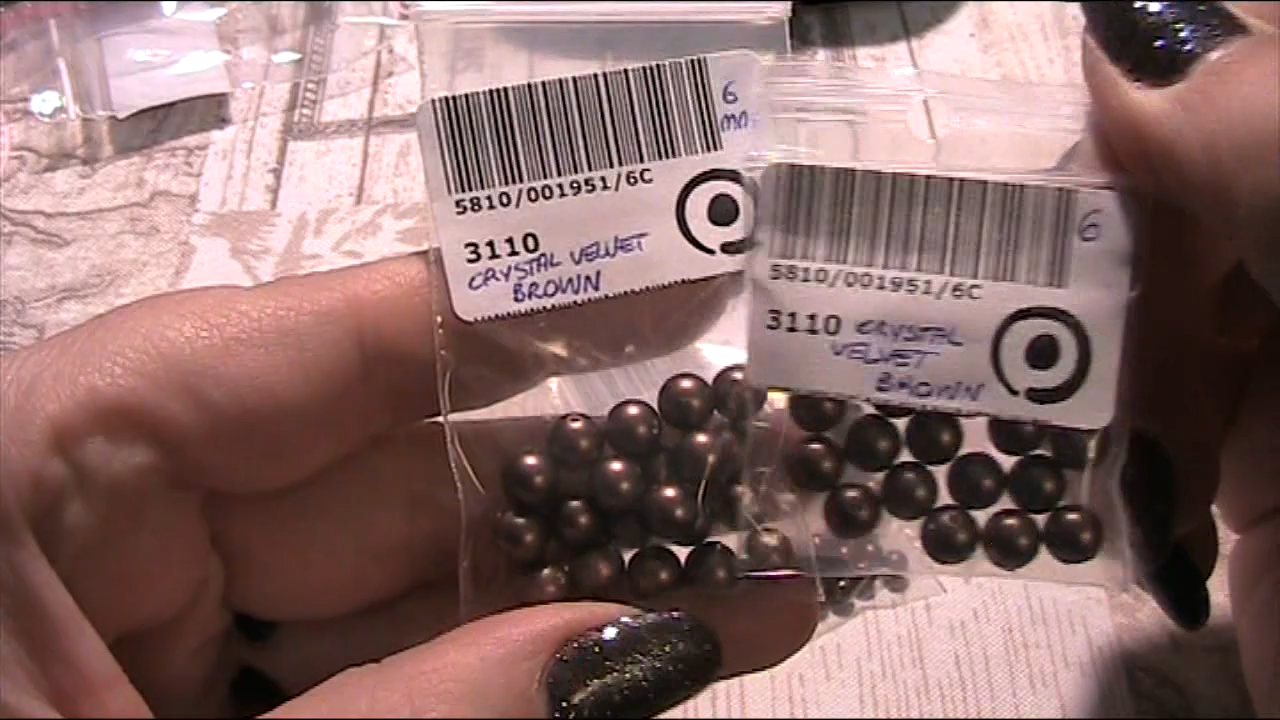 6
mm
5810/001951/6C
3110
CRYSTAL VELVET
BROWN
6
5810/001951/6C
3110 CRYSTAL
VELVET
BROWN